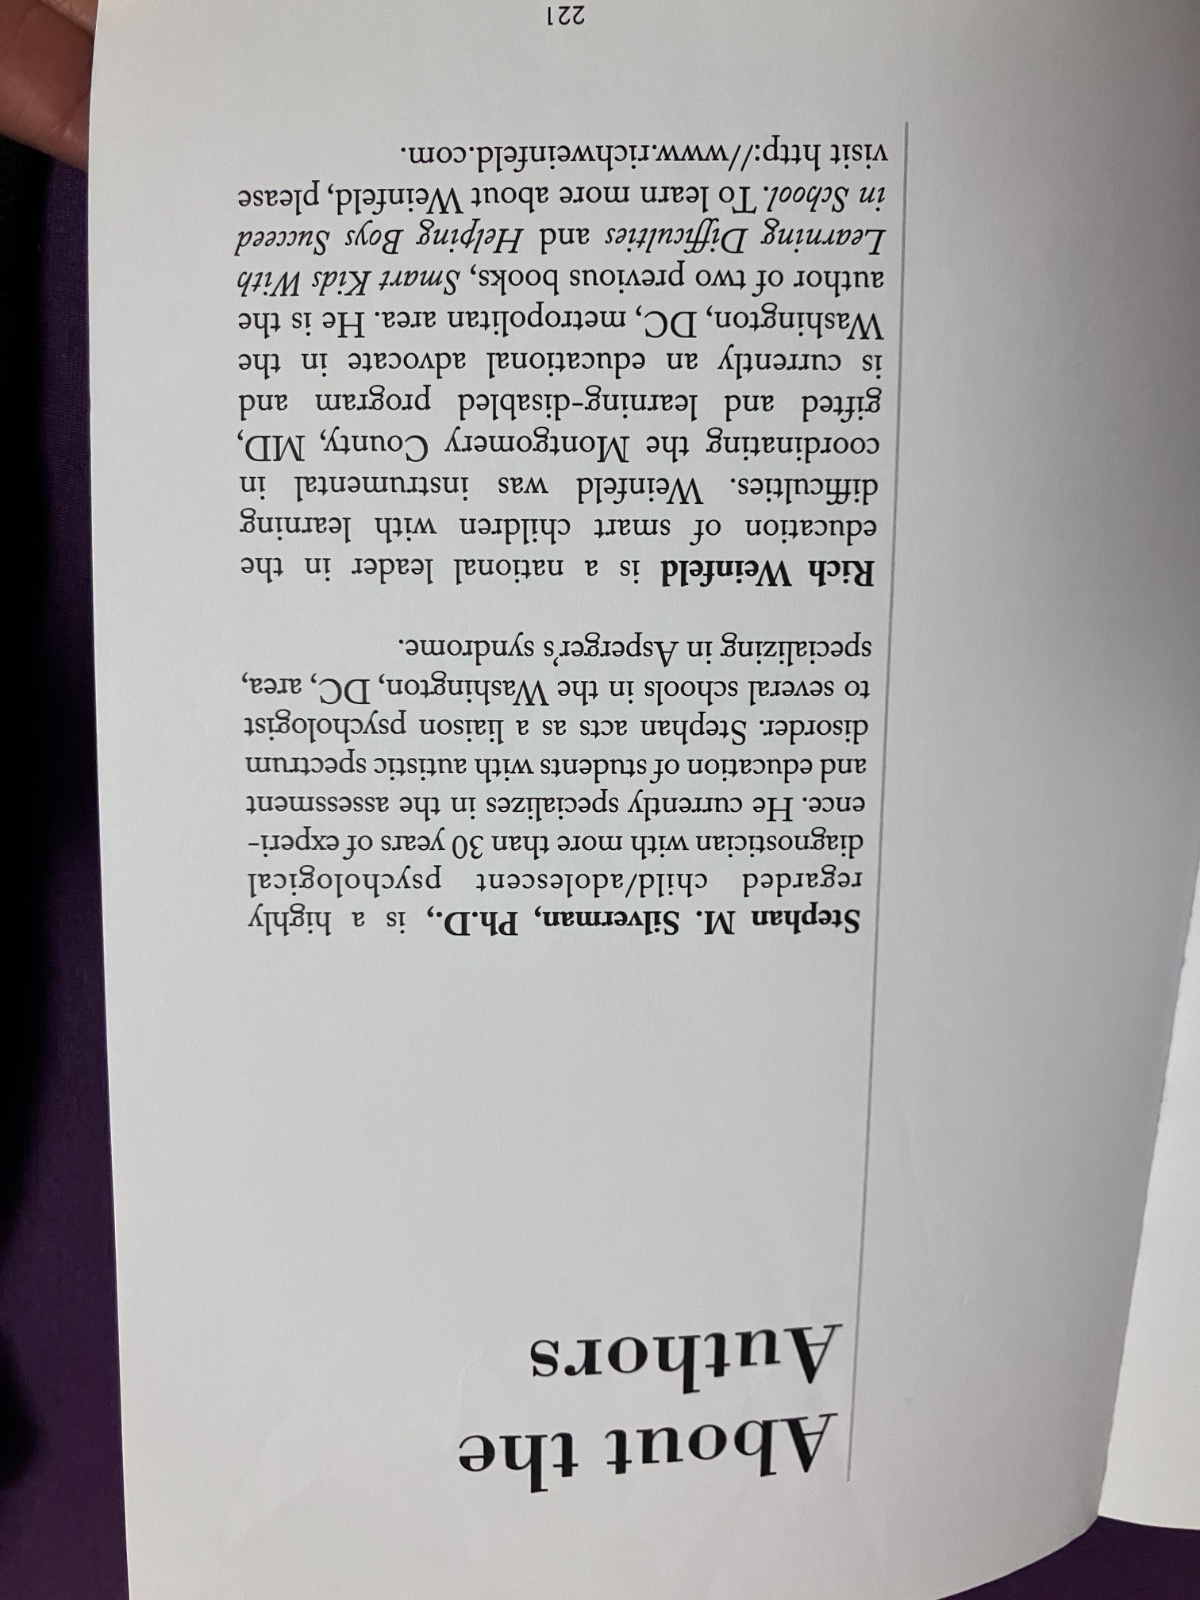 About the
Authors
Stephan M. Silverman, Ph.D., is a highly
regarded child/adolescent psychological
diagnostician with more than 30 years of experi-
ence. He currently specializes in the assessment
and education of students with autistic spectrum
disorder. Stephan acts as a liaison psychologist
to several schools in the Washington, DC, area,
specializing in Asperger's syndrome.
Rich Weinfeld is a national leader in the
education of smart children with learning
difficulties. Weinfeld was instrumental in
coordinating the Montgomery County, MD,
gifted and learning-disabled program and
is currently an educational advocate in the
Washington, DC, metropolitan area. He is the
author of two previous books, Smart Kids With
Learning Difficulties and Helping Boys Succeed
in School. To learn more about Weinfeld, please
visit http://www.richweinfeld.com.
221